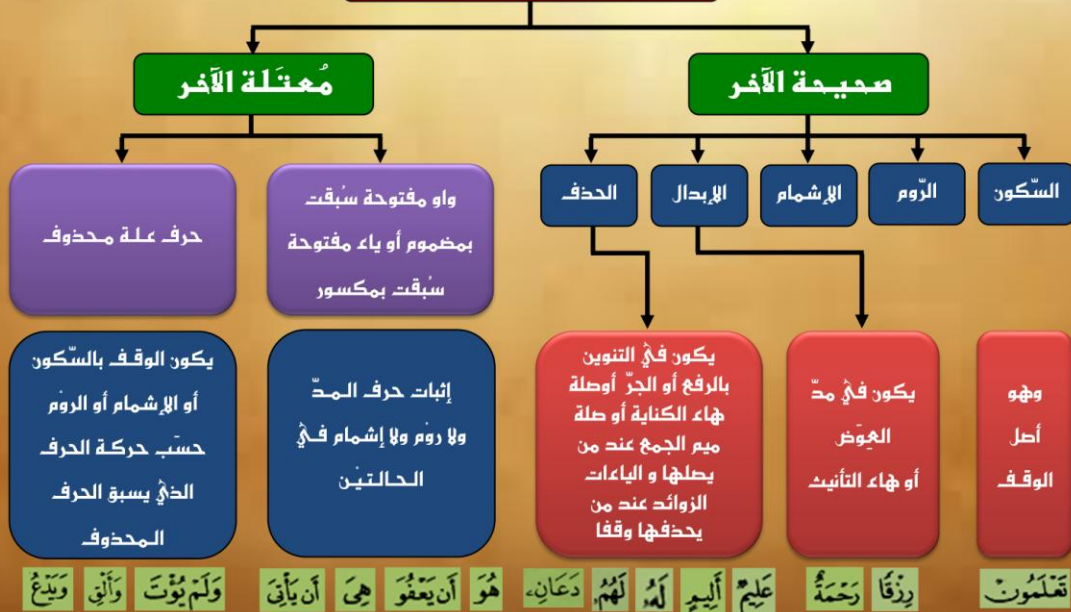 صحيحة الآخر
مُعتَلة الآخر
السّكون
الرّوم
الإشمام
الإبدال
الحذف
واو مفتوحة سُبقت
بمضموم أو ياء مفتوحة
سُبقت بمكسور
حرف علة محذوف
وهو
أصل
الوقف
يكون في مدّ
العِوَض
أو هاء التأنيث
يكون في التنوين
بالرفع أو الجرّ أوصلة
هاء الكناية أو صلة
ميم الجمع عند من
يصلها و الياءات
الزوائد عند من
يحذفها وقفا
إثبات حرف المدّ
ولا روْم ولا إشمام في
الحالتيْن
يكون الوقف بالسّكون
أو الإشمام أو الروْم
حسَب حركة الحرف
الذي يسبق الحرف
المحذوف
تَعْلَمُونَ
رِزْقًا
رَحْمَةً
عَلِيمٌ
أَلِيمٍ
لَهُۥ
لَهُمُۥ
دَعَانِۦ
هُوَ
أَن يَعْفُوَ
هِيَ
أَن يَأْتِيَ
وَلَمْ يُؤْتَ
وَأَلْقِ
وَيَدْعُ